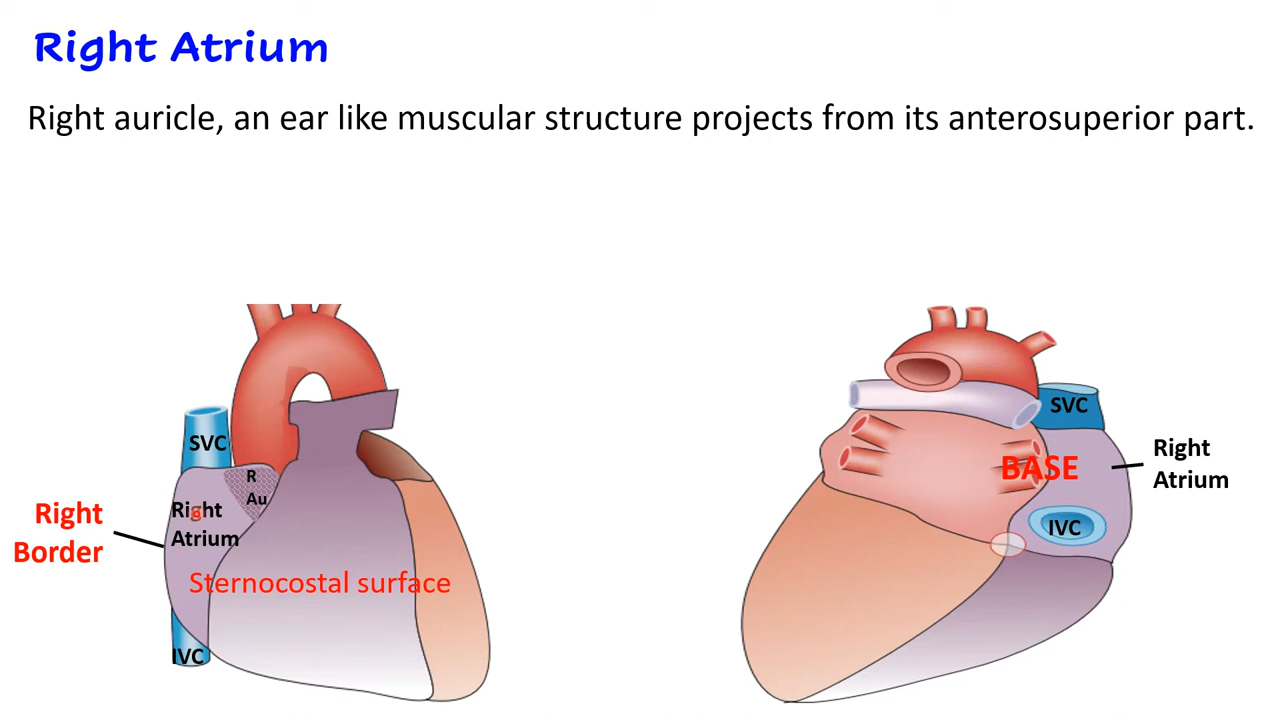 Right Atrium
Right auricle, an ear like muscular structure projects from its anterosuperior part.
SVC
R
Au
Right
Atrium
Right
Border
Sternocostal surface
IVC
SVC
BASE
Right
Atrium
IVC